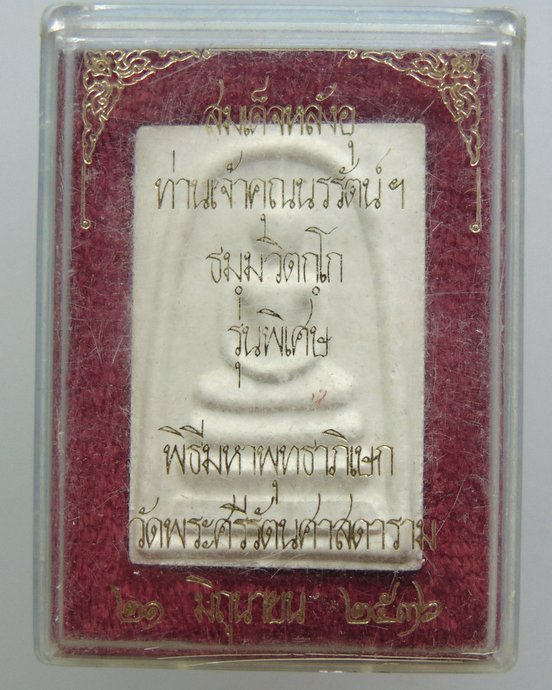 สมเด็จหลังอุ
ท่านเจ้าคุณนรรัตน์ฯ
ธมฺมวิตกฺโก
รุ่นพิเศษ
พิธีมหาพุทธาภิเษก
วัดพระศรีรัตนศาสดาราม
๒๑ มิถุนายน ๒๕๓๖